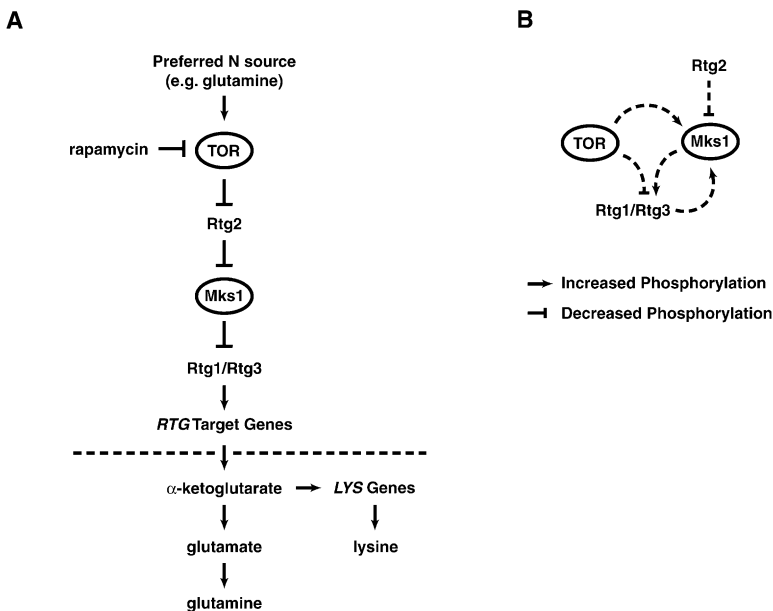 A
Preferred N source
(e.g. glutamine)
rapamycin
TOR
Rtg2
Mks1
Rtg1/Rtg3
RTG Target Genes
α-ketoglutarate
LYS Genes
glutamate
lysine
glutamine
B
Rtg2
TOR
Mks1
Rtg1/Rtg3
Increased Phosphorylation
Decreased Phosphorylation